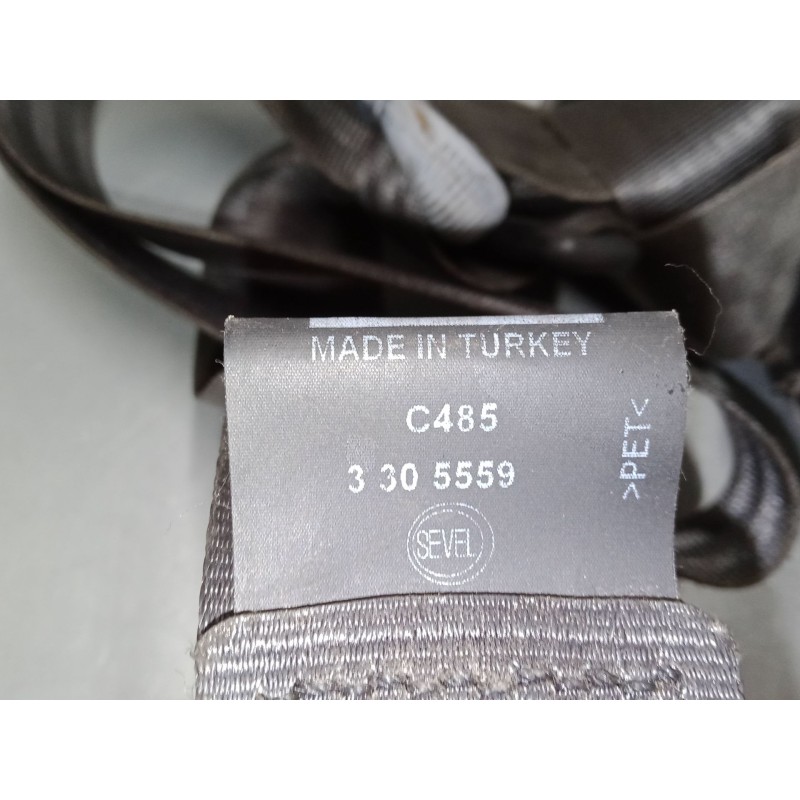 MADE IN TURKEY
C485
3 30 5559
SEVEL
>PET<